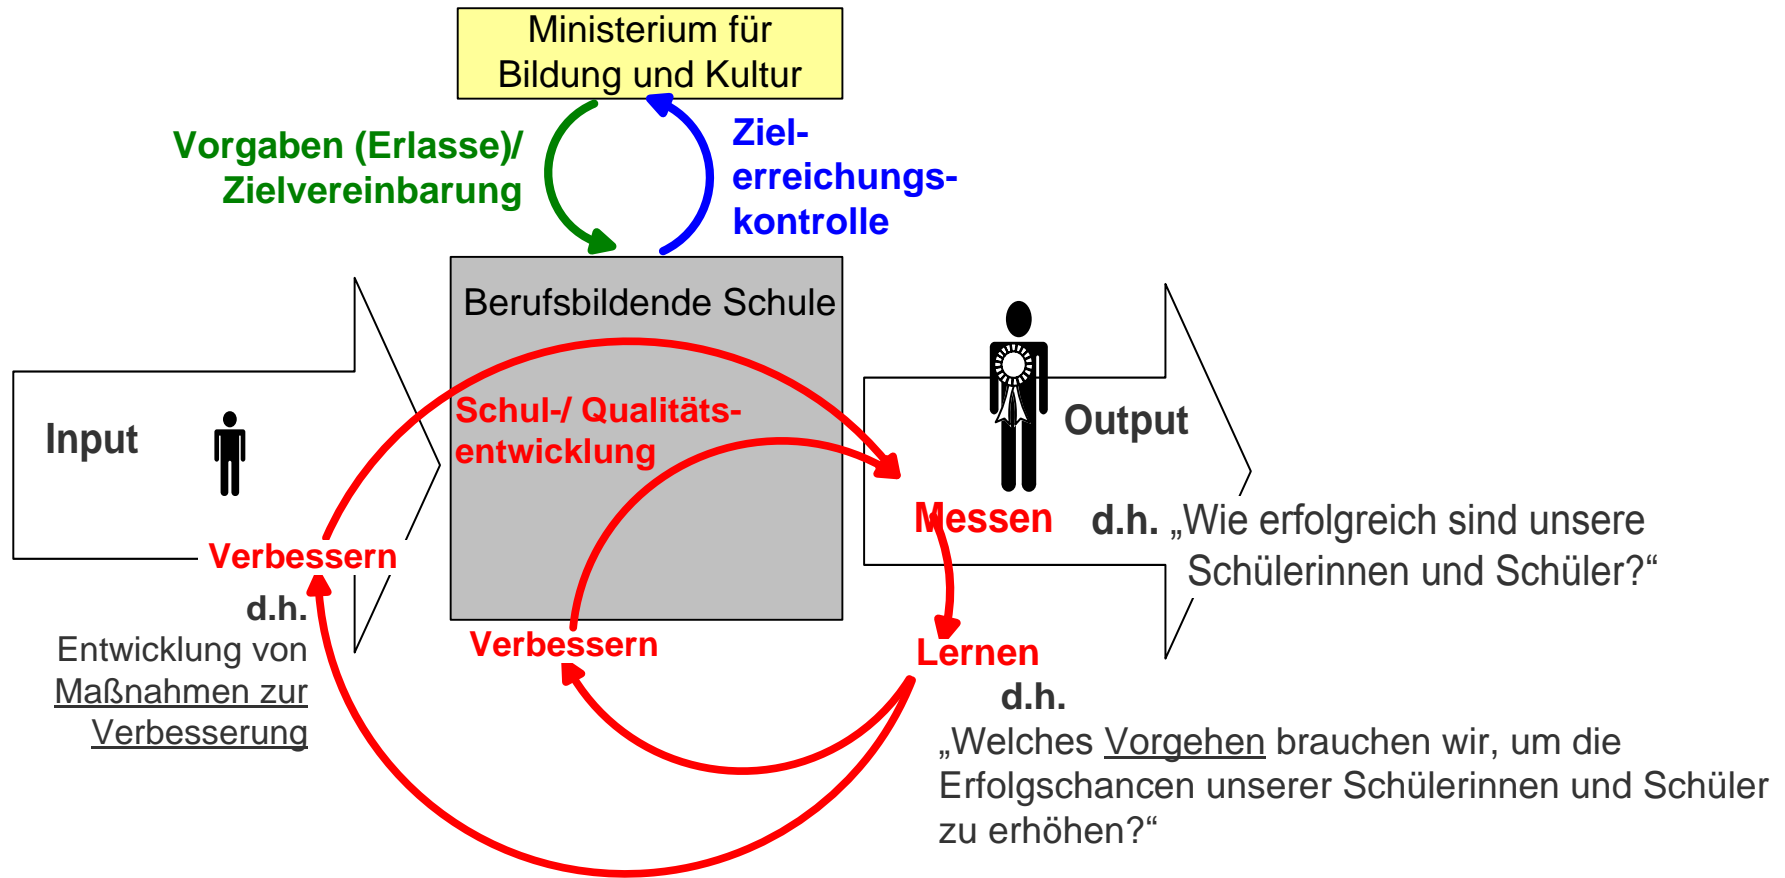 Ministerium für
Bildung und Kultur
Vorgaben (Erlasse)/
Zielvereinbarung
Ziel-
erreichungs-
kontrolle
Berufsbildende Schule
Input
Schul-/ Qualitäts-
entwicklung
Output
Messen
d.h. „Wie erfolgreich sind unsere
Schülerinnen und Schüler?“
Verbessern
d.h.
Entwicklung von
Maßnahmen zur
Verbesserung
Verbessern
Lernen
d.h.
„Welches Vorgehen brauchen wir, um die
Erfolgschancen unserer Schülerinnen und Schüler
zu erhöhen?“